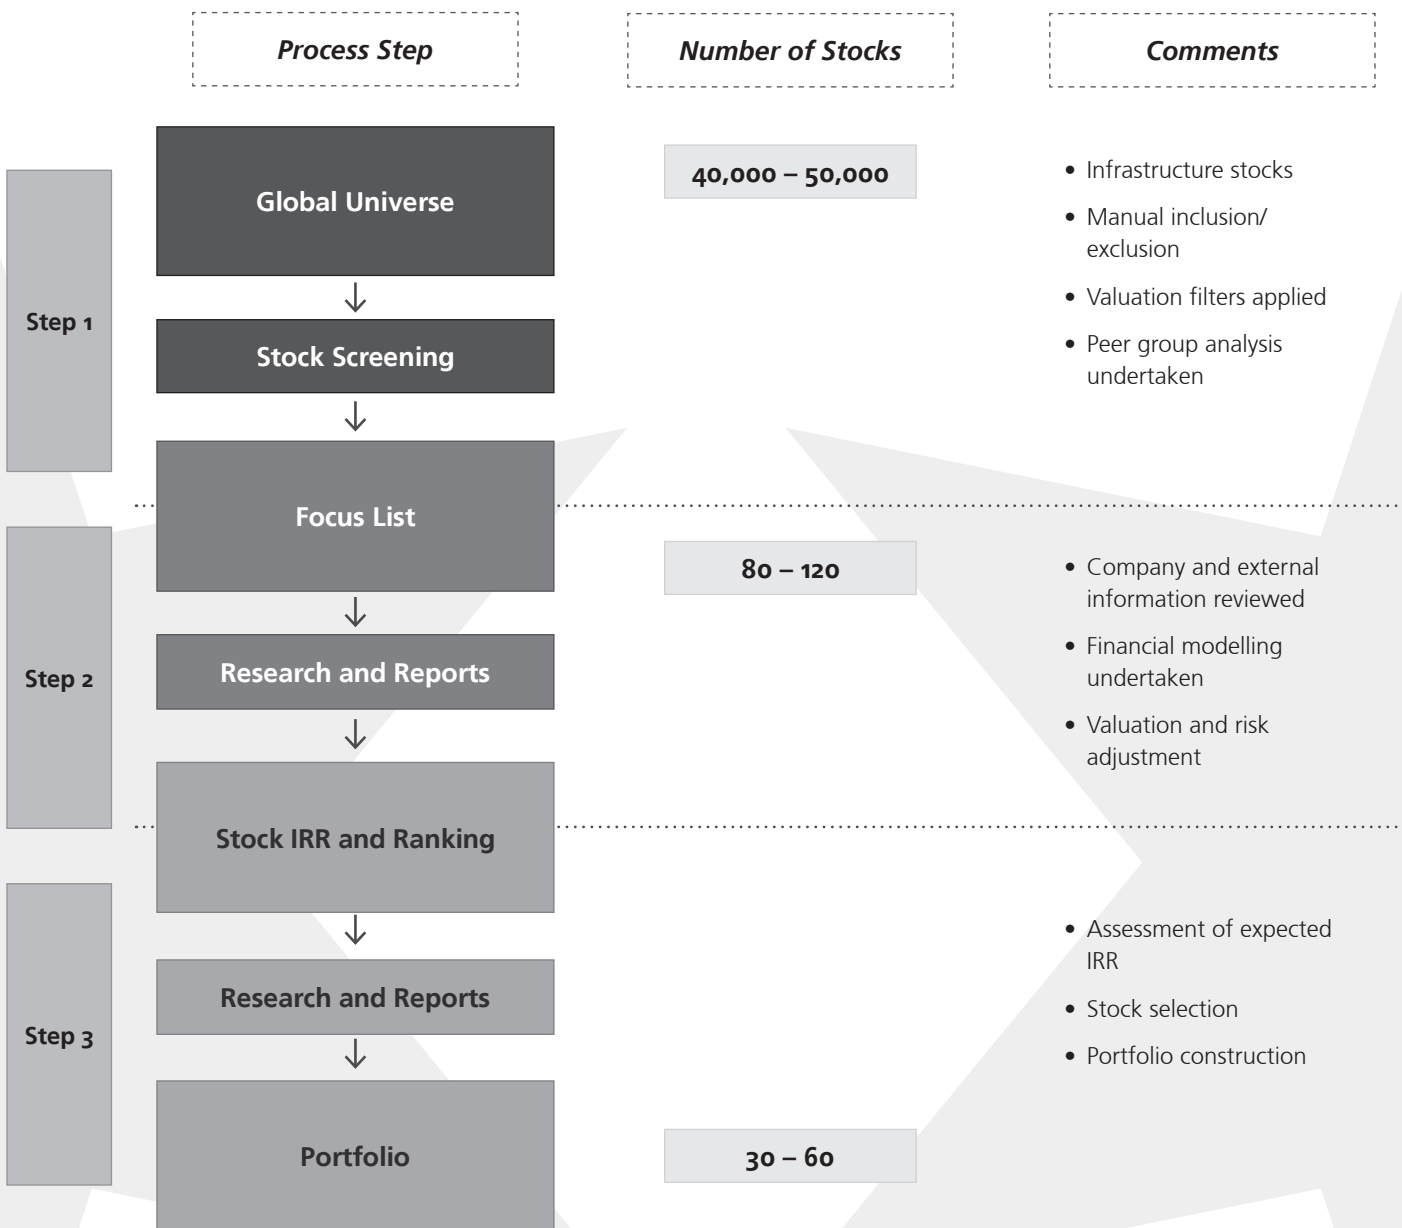 Process Step
Number of Stocks
Comments
Step 1
Global Universe
40,000 – 50,000
• Infrastructure stocks
• Manual inclusion/
exclusion
• Valuation filters applied
• Peer group analysis
undertaken
Stock Screening
Focus List
Step 2
80 – 120
• Company and external
information reviewed
• Financial modelling
undertaken
• Valuation and risk
adjustment
Research and Reports
Stock IRR and Ranking
Step 3
• Assessment of expected
IRR
• Stock selection
• Portfolio construction
Research and Reports
Portfolio
30 – 60